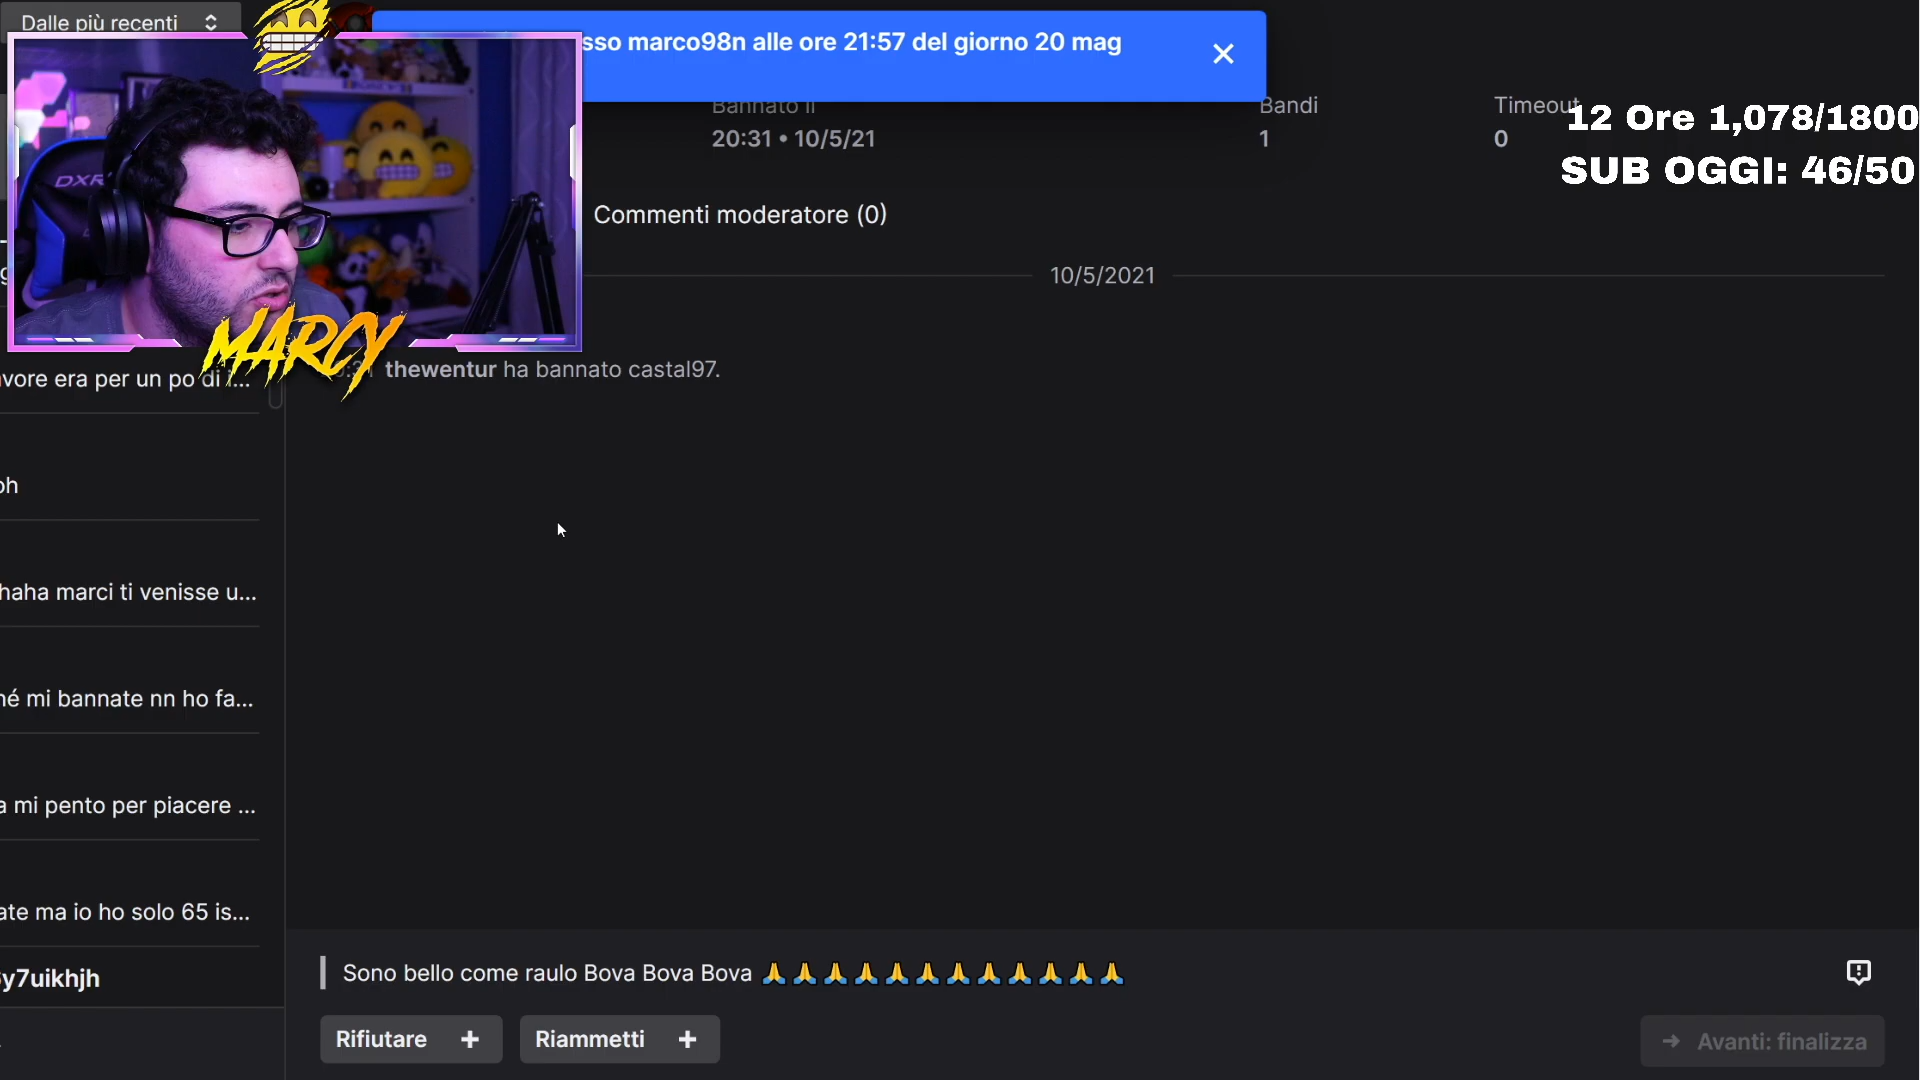 Dalle più recenti
sso marco98n alle ore 21:57 del giorno 20 mag
Bannato il
20:31 • 10/5/21
Bandi
1
Timeout
0
12 Ore 1,078/1800
SUB OGGI: 46/50
DXR
Commenti moderatore (0)
10/5/2021
MARCY
thewentur ha bannato castal97.
vore era per un po di i...
oh
haha marci ti venisse u...
né mi bannate nn ho fa...
a mi pento per piacere ...
ate ma io ho solo 65 is...
y7uikhjh
Sono bello come raulo Bova Bova Bova 🙏🙏🙏🙏🙏🙏🙏🙏🙏🙏🙏🙏
Rifiutare +
Riammetti +
→ Avanti: finalizza